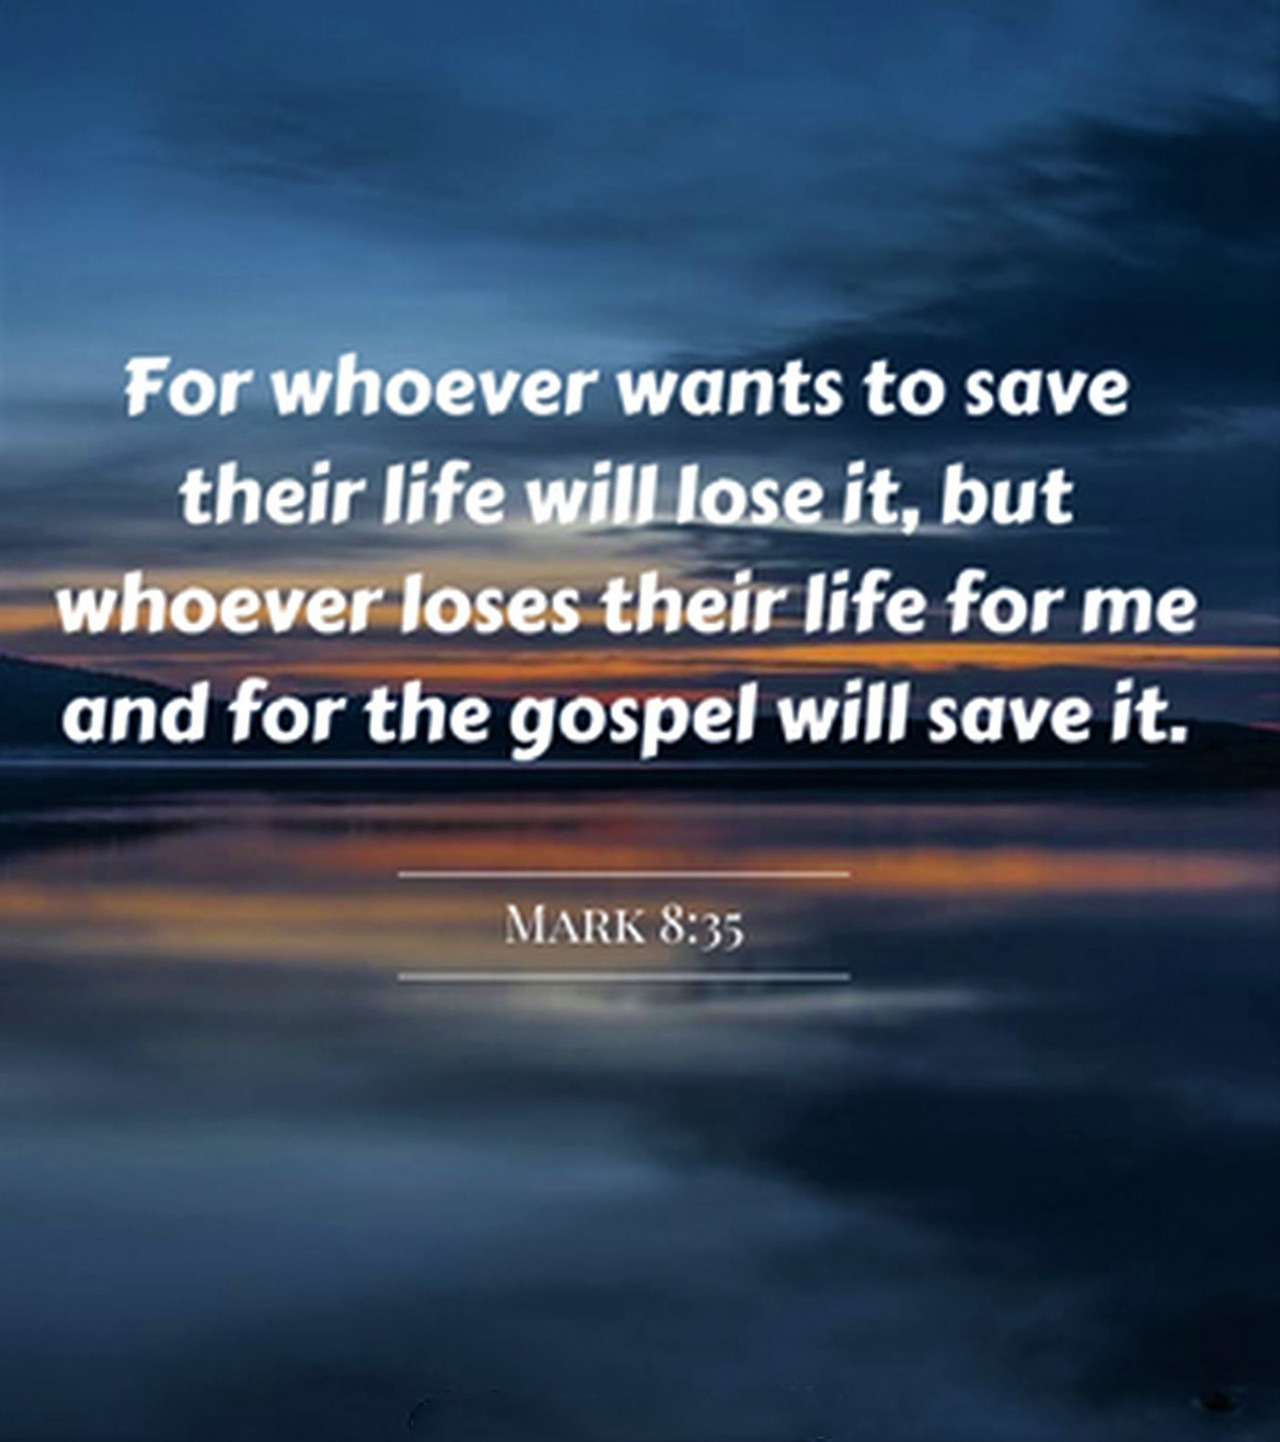 For whoever wants to save
their life will lose it, but
whoever loses their life for me
and for the gospel will save it.
Mark 8:35